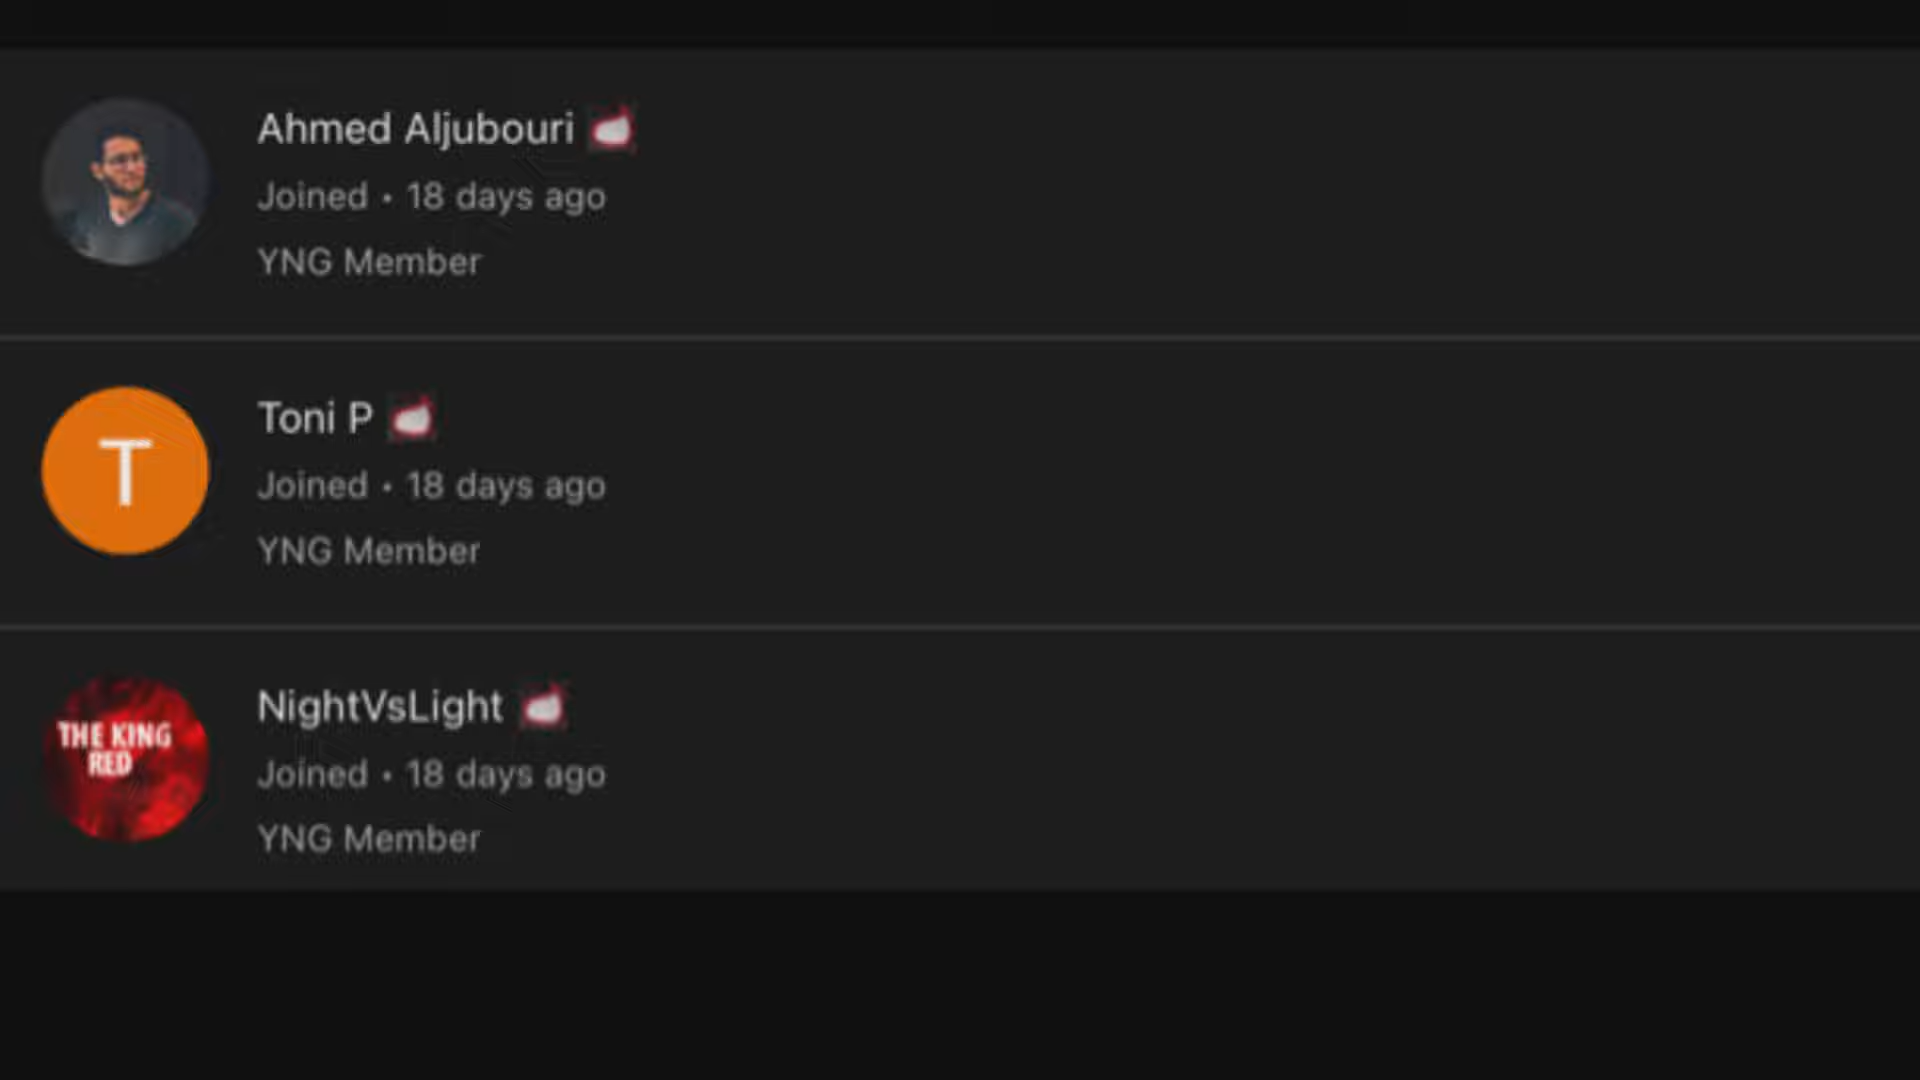 Ahmed Aljubouri
Joined • 18 days ago
YNG Member
T
Toni P
Joined • 18 days ago
YNG Member
THE KING
RED
NightVsLight
Joined • 18 days ago
YNG Member